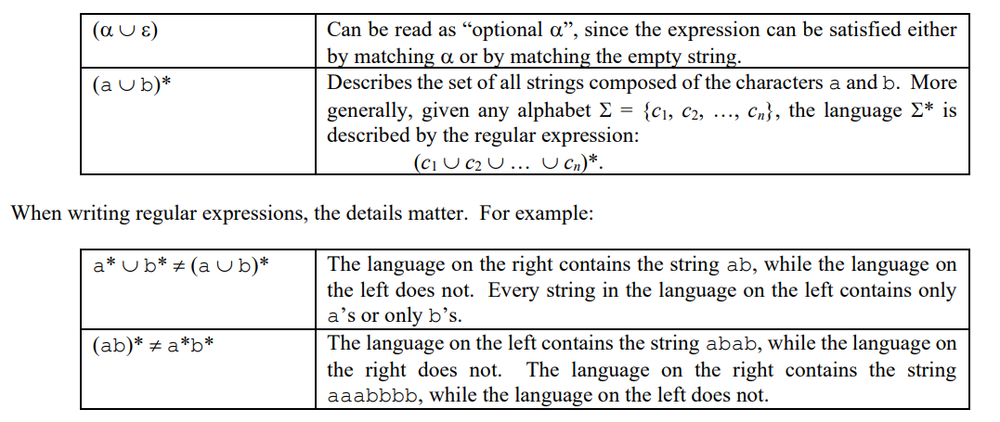 (α ∪ ε) Can be read as “optional α”, since the expression can be satisfied either
by matching α or by matching the empty string.
(a ∪ b)* Describes the set of all strings composed of the characters a and b. More
generally, given any alphabet Σ = {c₁, c₂, …, cₙ}, the language Σ* is
described by the regular expression:
(c₁ ∪ c₂ ∪ … ∪ cₙ)*.
When writing regular expressions, the details matter. For example:
a* ∪ b* ≠ (a ∪ b)* The language on the right contains the string ab, while the language on
the left does not. Every string in the language on the left contains only
a’s or only b’s.
(ab)* ≠ a*b* The language on the left contains the string abab, while the language on
the right does not. The language on the right contains the string
aaabbbb, while the language on the left does not.